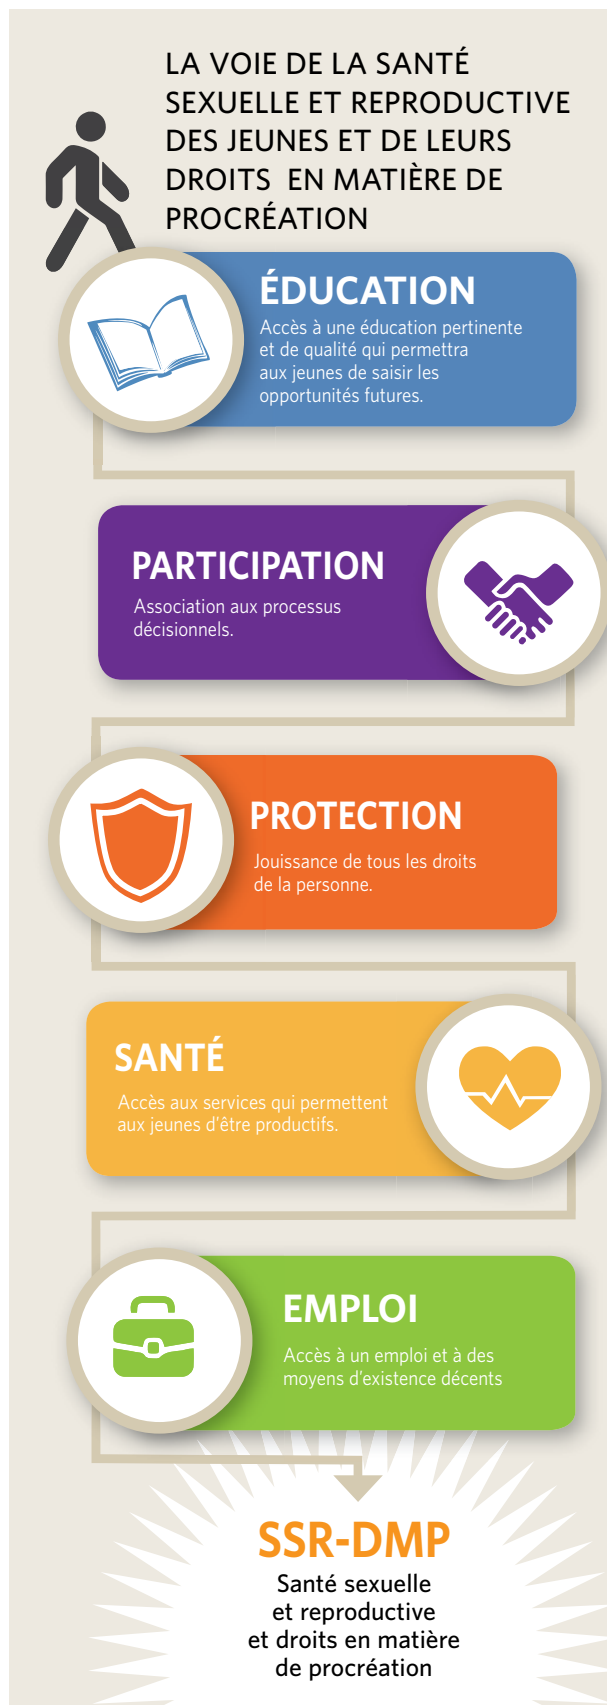 LA VOIE DE LA SANTÉ
SEXUELLE ET REPRODUCTIVE
DES JEUNES ET DE LEURS
DROITS EN MATIÈRE DE
PROCRÉATION
ÉDUCATION
Accès à une éducation pertinente
et de qualité qui permettra
aux jeunes de saisir les
opportunités futures.
PARTICIPATION
Association aux processus
décisionnels.
PROTECTION
Jouissance de tous les droits
de la personne.
SANTÉ
Accès aux services qui permettent
aux jeunes d'être productifs.
EMPLOI
Accès à un emploi et à des
moyens d'existence décents
SSR-DMP
Santé sexuelle
et reproductive
et droits en matière
de procréation